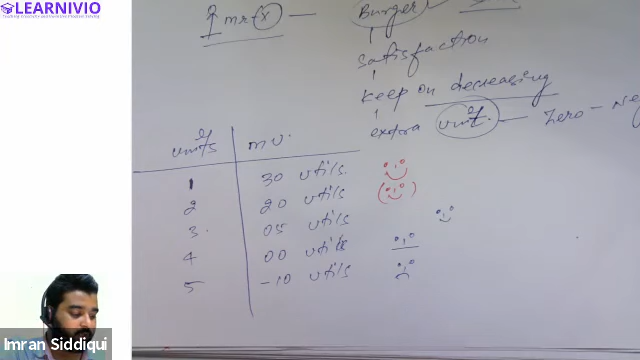 LEARNIVIO
mr (x) — Burger
satisfaction
keep on decreasing
extra unit — Zero - Neg
units
mu.
1 30 utils.
2 20 utils
3. 05 utils
4 00 utils
5 -10 utils
Imran Siddiqui